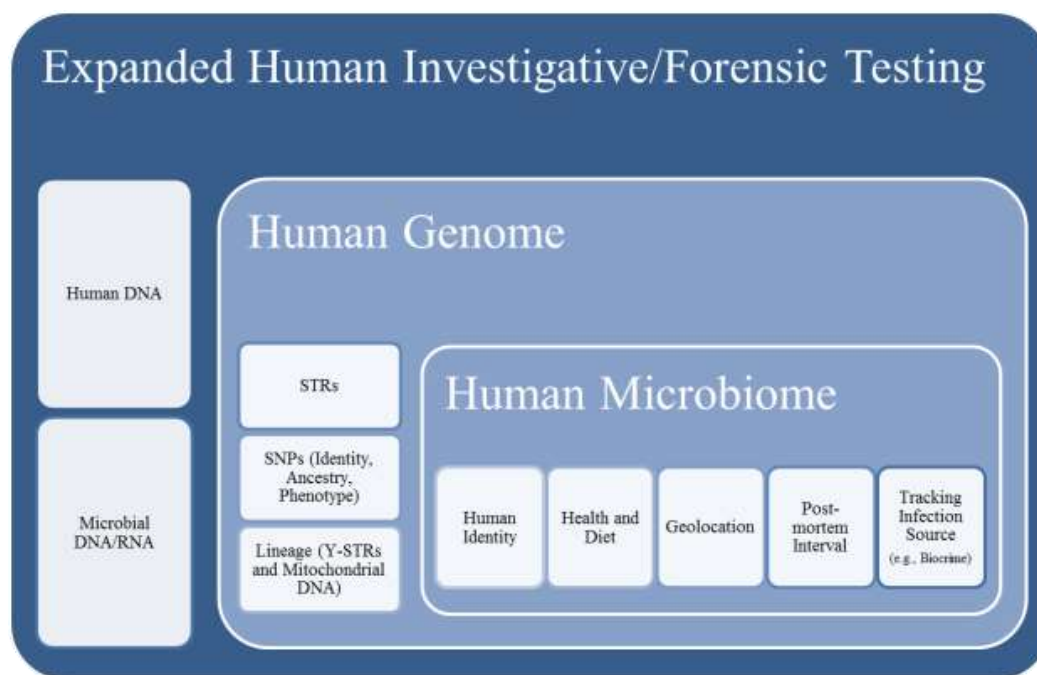 Expanded Human Investigative/Forensic Testing
Human DNA
Microbial
DNA/RNA
Human Genome
STRs
SNPs (Identity,
Ancestry,
Phenotype)
Lineage (Y-STRs
and Mitochondrial
DNA)
Human Microbiome
Human
Identity
Health and
Diet
Geolocation
Post-
mortem
Interval
Tracking
Infection
Source
(e.g., Biocrime)